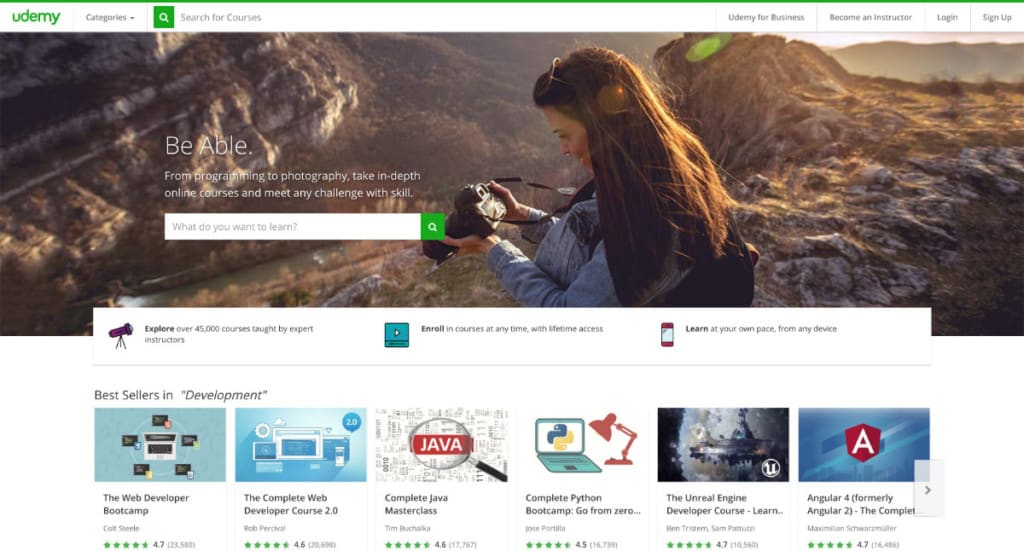 udemy
Categories
Search for Courses
Udemy for Business
Become an Instructor
Login
Sign Up
Be Able.
From programming to photography, take in-depth
online courses and meet any challenge with skill.
What do you want to learn?
Explore over 45,000 courses taught by expert
instructors
Enroll in courses at any time, with lifetime access
Learn at your own pace, from any device
Best Sellers in "Development"
2.0
JAVA
The Web Developer
Bootcamp
Colt Steele
4.7 (23,580)
The Complete Web
Developer Course 2.0
Rob Percival
4.6 (20,698)
Complete Java
Masterclass
Tim Buchalka
4.6 (17,767)
Complete Python
Bootcamp: Go from zero...
Jose Portilla
4.5 (16,739)
The Unreal Engine
Developer Course - Learn..
Ben Tristem, Sam Pattuzzi
4.7 (10,560)
A
Angular 4 (formerly
Angular 2) - The Complet...
Maximilian Schwarzmüller
4.7 (16,486)